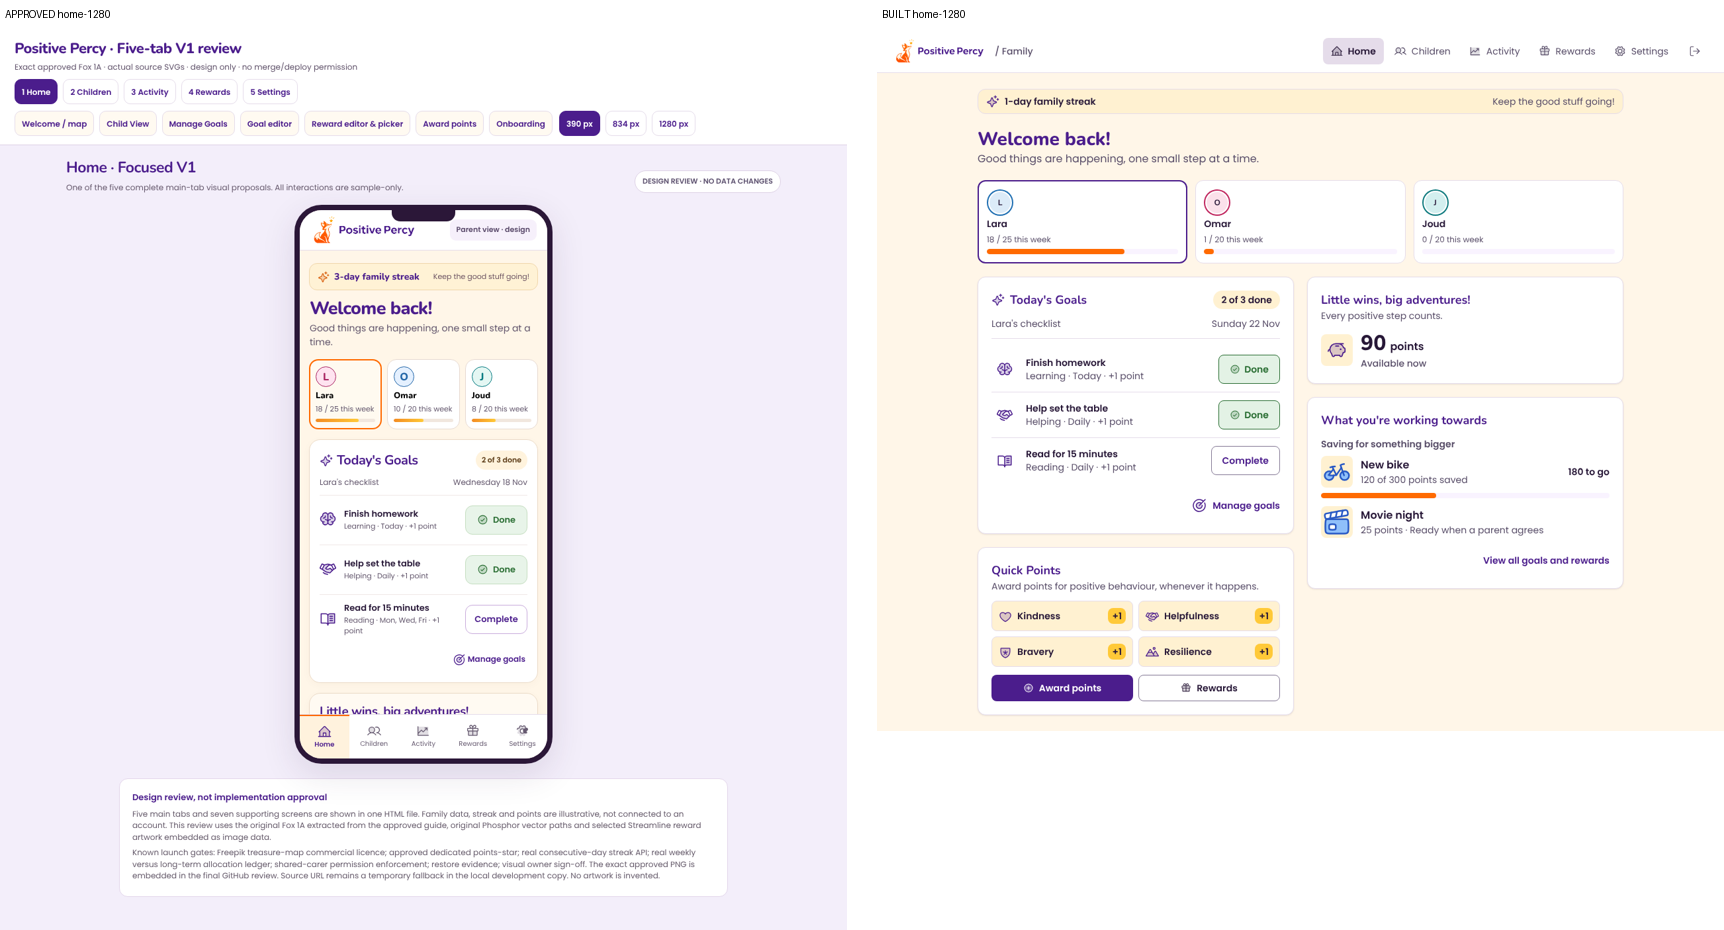 APPROVED home-1280
Positive Percy · Five-tab V1 review
Exact approved Fox 1A · actual source SVGs · design only · no merge/deploy permission
1 Home
2 Children
3 Activity
4 Rewards
5 Settings
Welcome / map
Child View
Manage Goals
Goal editor
Reward editor & picker
Award points
Onboarding
390 px
834 px
1280 px
Home · Focused V1
One of the five complete main-tab visual proposals. All interactions are sample-only.
DESIGN REVIEW · NO DATA CHANGES
Positive Percy
Parent view · design
3-day family streak
Keep the good stuff going!
Welcome back!
Good things are happening, one small step at a
time.
L
Lara
18 / 25 this week
O
Omar
10 / 20 this week
J
Joud
8 / 20 this week
Today's Goals
2 of 3 done
Lara's checklist
Wednesday 18 Nov
Finish homework
Learning · Today · +1 point
Done
Help set the table
Helping · Daily · +1 point
Done
Read for 15 minutes
Reading · Mon, Wed, Fri · +1
point
Complete
Manage goals
Little wins, big adventures!
Home
Children
Activity
Rewards
Settings
Design review, not implementation approval
Five main tabs and seven supporting screens are shown in one HTML file. Family data, streak and points are illustrative, not connected to an
account. This review uses the original Fox 1A extracted from the approved guide, original Phosphor vector paths and selected Streamline reward
artwork embedded as image data.
Known launch gates: Freepik treasure-map commercial licence; approved dedicated points-star; real consecutive-day streak API; real weekly
versus long-term allocation ledger; shared-carer permission enforcement; restore evidence; visual owner sign-off. The exact approved PNG is
embedded in the final GitHub review. Source URL remains a temporary fallback in the local development copy. No artwork is invented.
BUILT home-1280
Positive Percy
/ Family
Home
Children
Activity
Rewards
Settings
1-day family streak
Keep the good stuff going!
Welcome back!
Good things are happening, one small step at a time.
L
Lara
18 / 25 this week
O
Omar
1 / 20 this week
J
Joud
0 / 20 this week
Today's Goals
2 of 3 done
Lara's checklist
Sunday 22 Nov
Finish homework
Learning · Today · +1 point
Done
Help set the table
Helping · Daily · +1 point
Done
Read for 15 minutes
Reading · Daily · +1 point
Complete
Manage goals
Quick Points
Award points for positive behaviour, whenever it happens.
Kindness
+1
Helpfulness
+1
Bravery
+1
Resilience
+1
Award points
Rewards
Little wins, big adventures!
Every positive step counts.
90 points
Available now
What you're working towards
Saving for something bigger
New bike
120 of 300 points saved
180 to go
Movie night
25 points · Ready when a parent agrees
View all goals and rewards